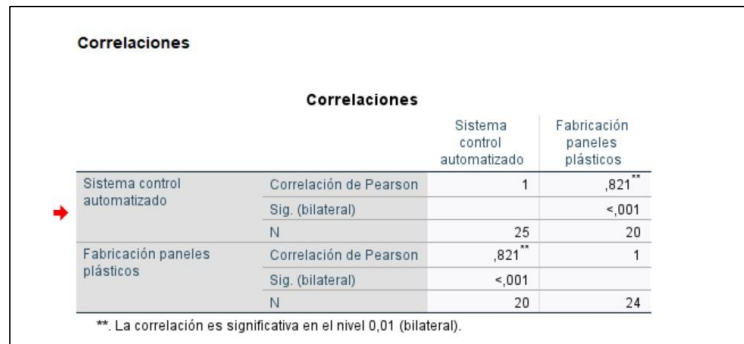 Correlaciones
Correlaciones
Sistema control automatizado Fabricación paneles plásticos
Sistema control automatizado Correlación de Pearson 1 ,821**
Sig. (bilateral) <,001
N 25 20
Fabricación paneles plásticos Correlación de Pearson ,821** 1
Sig. (bilateral) <,001
N 20 24
**. La correlación es significativa en el nivel 0,01 (bilateral).